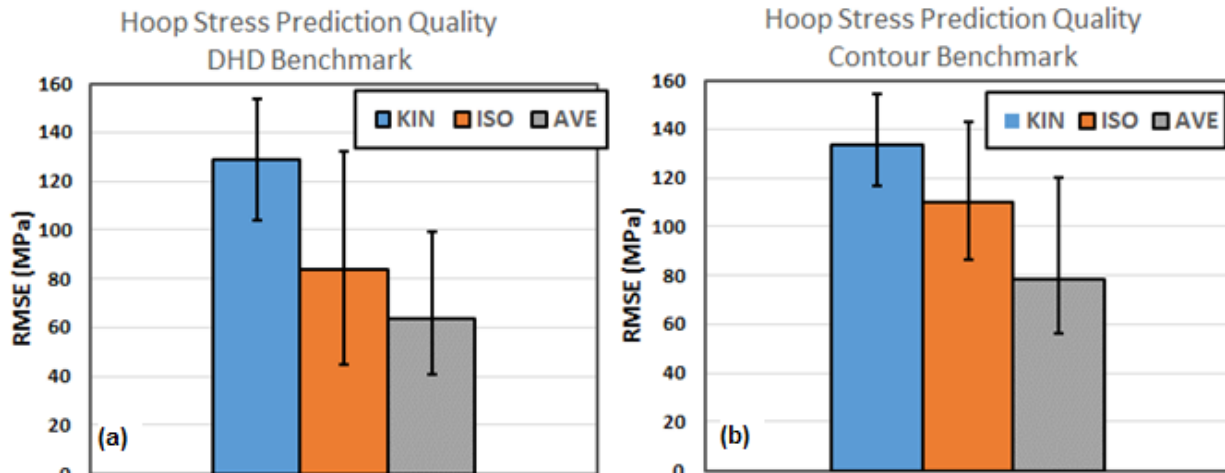 Hoop Stress Prediction Quality
DHD Benchmark
160
140
120
100
80
60
40
20
0
RMSE (MPa)
KIN ISO AVE
(a)
Hoop Stress Prediction Quality
Contour Benchmark
160
140
120
100
80
60
40
20
0
RMSE (MPa)
KIN ISO AVE
(b)